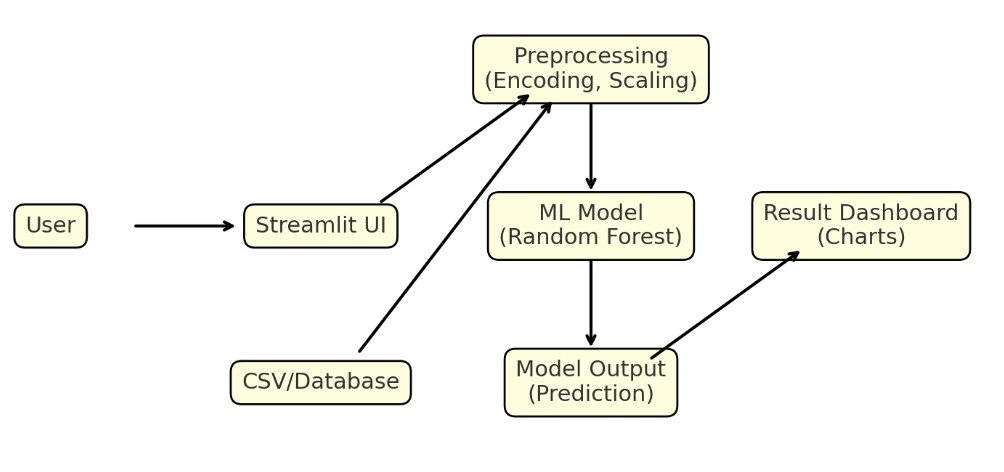 Preprocessing
(Encoding, Scaling)
User
Streamlit UI
ML Model
(Random Forest)
Result Dashboard
(Charts)
CSV/Database
Model Output
(Prediction)